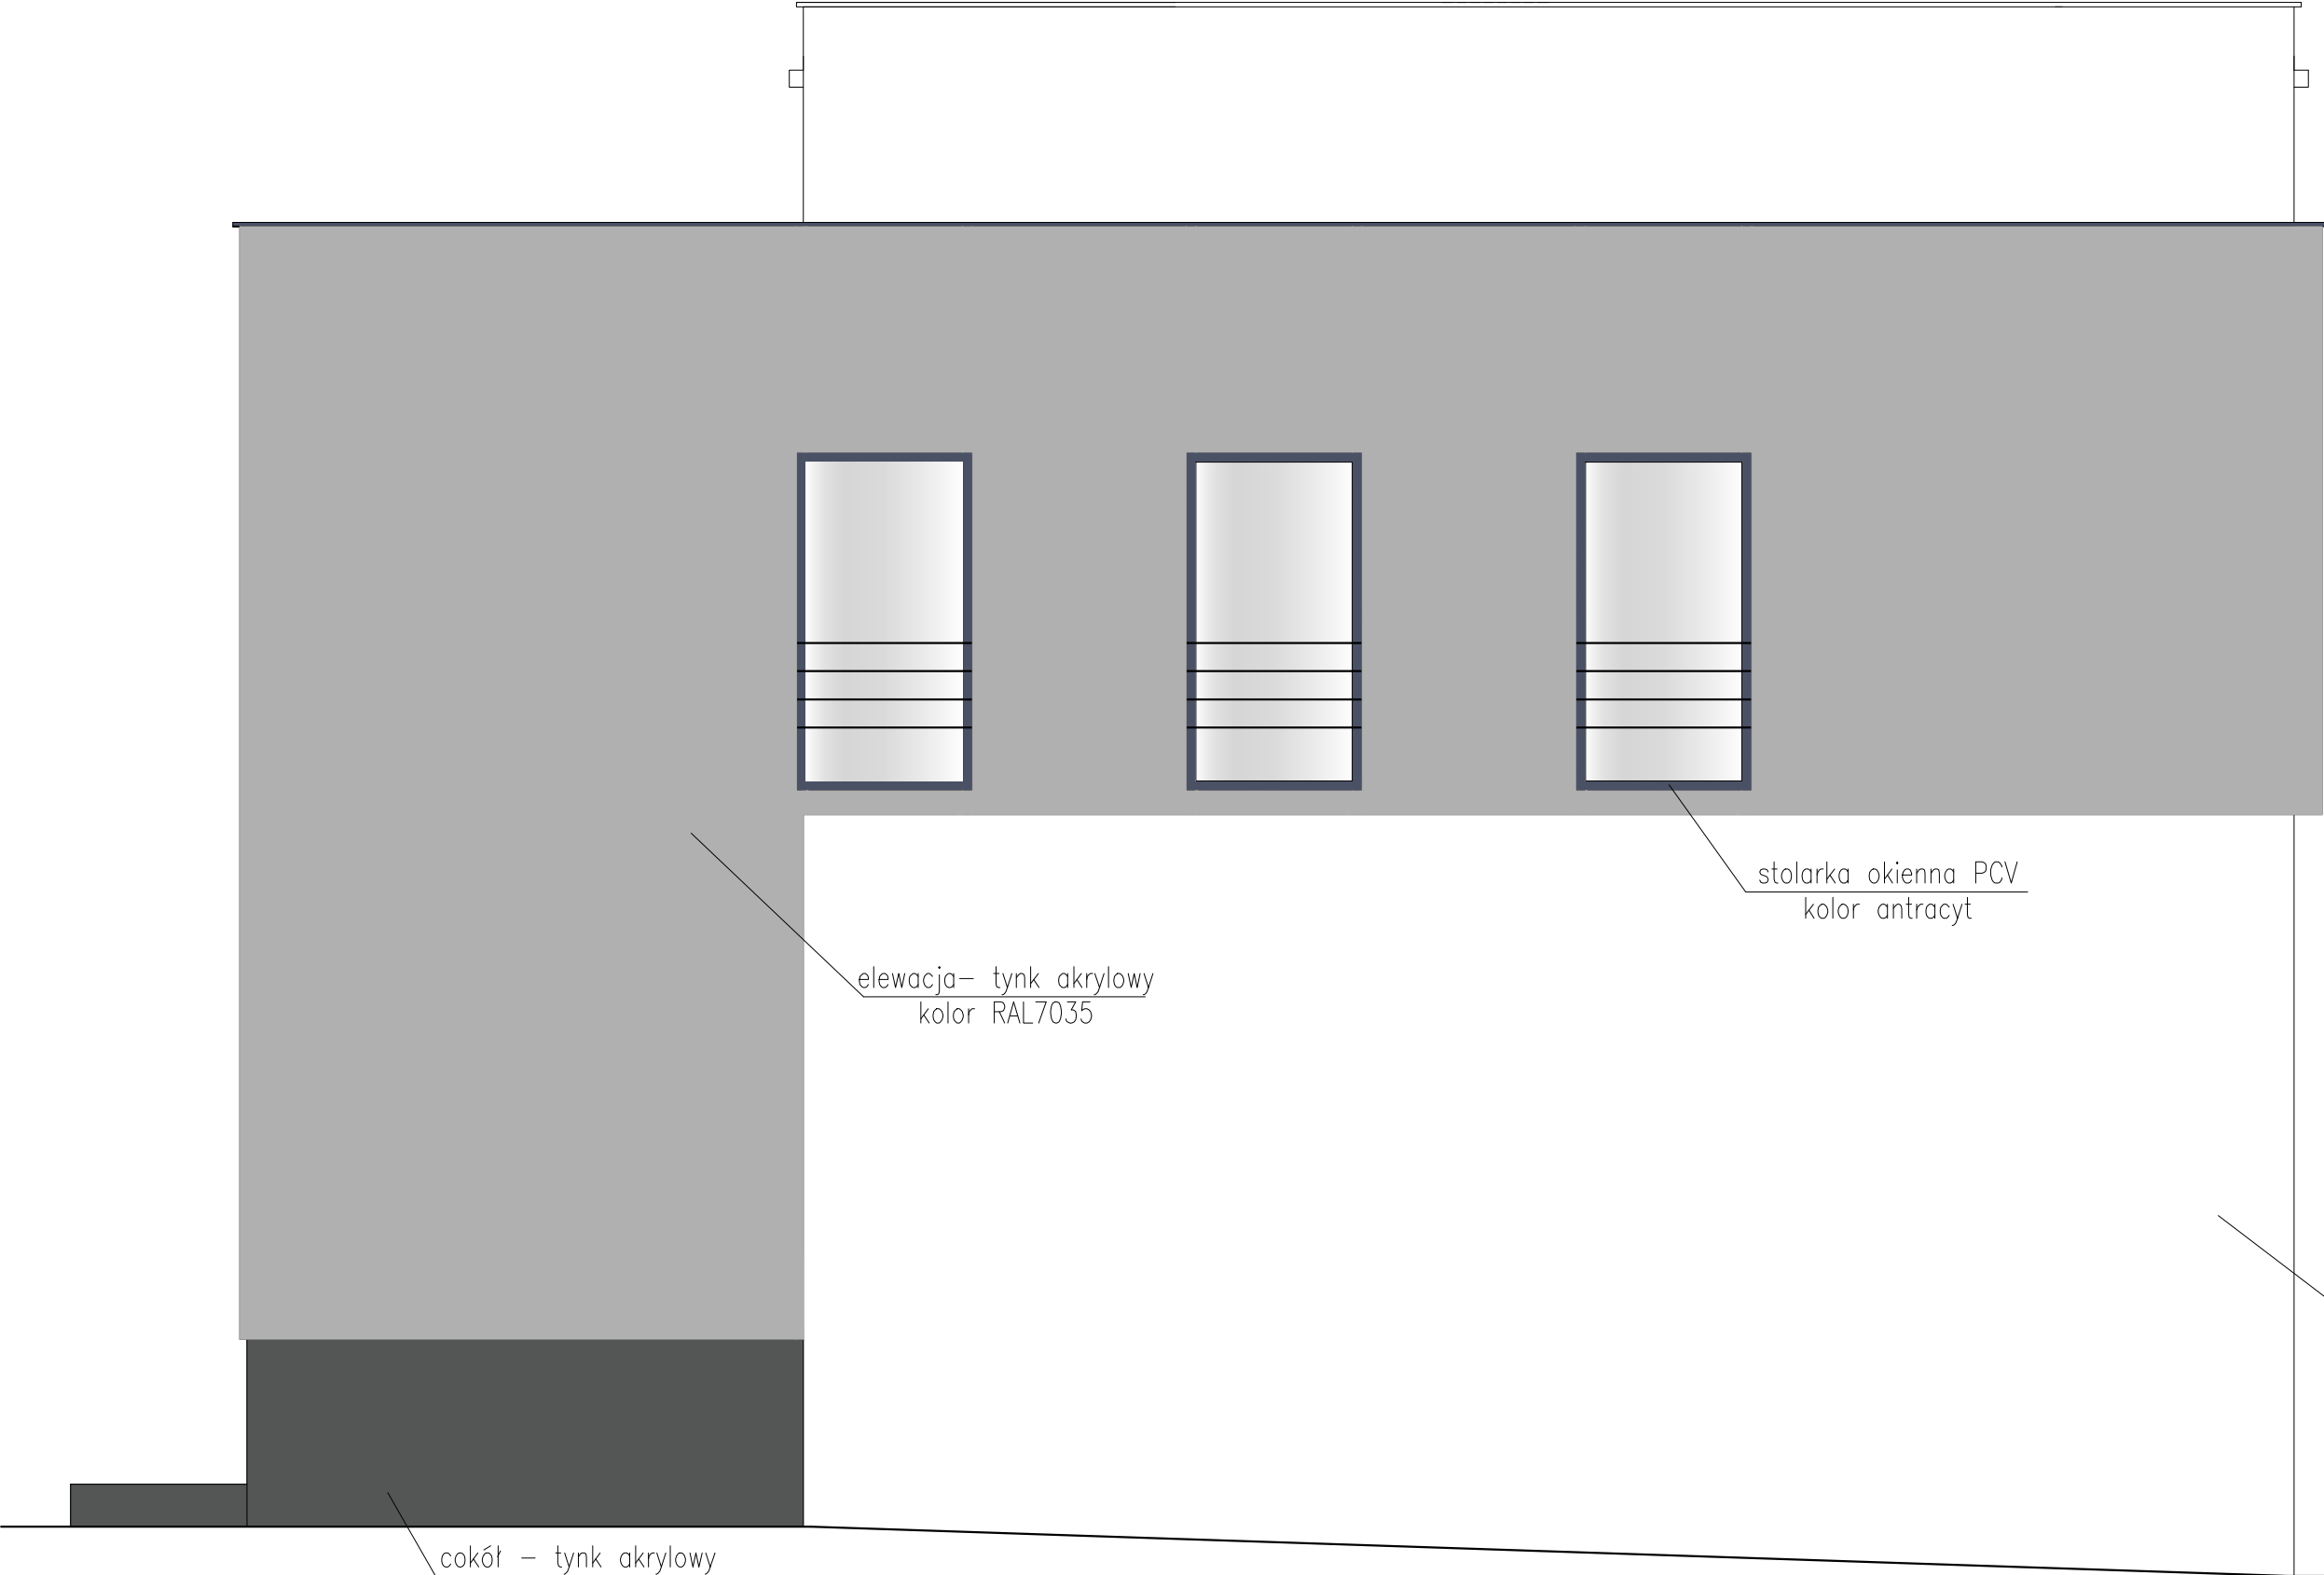 stolarka okienna PCV
kolor antracyt
elewacja– tynk akrylowy
kolor RAL7035
cokół – tynk akrylowy